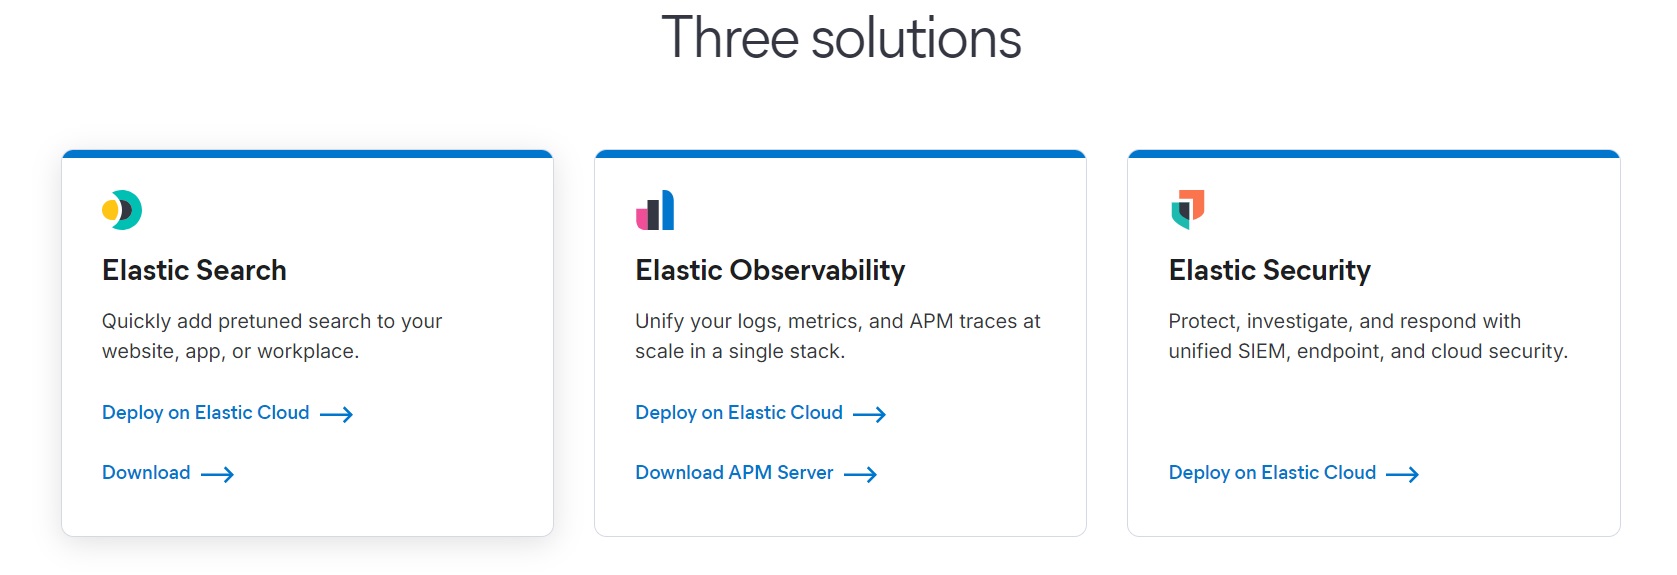 Three solutions
Elastic Search
Quickly add pretuned search to your
website, app, or workplace.
Deploy on Elastic Cloud
Download
Elastic Observability
Unify your logs, metrics, and APM traces at
scale in a single stack.
Deploy on Elastic Cloud
Download APM Server
Elastic Security
Protect, investigate, and respond with
unified SIEM, endpoint, and cloud security.
Deploy on Elastic Cloud